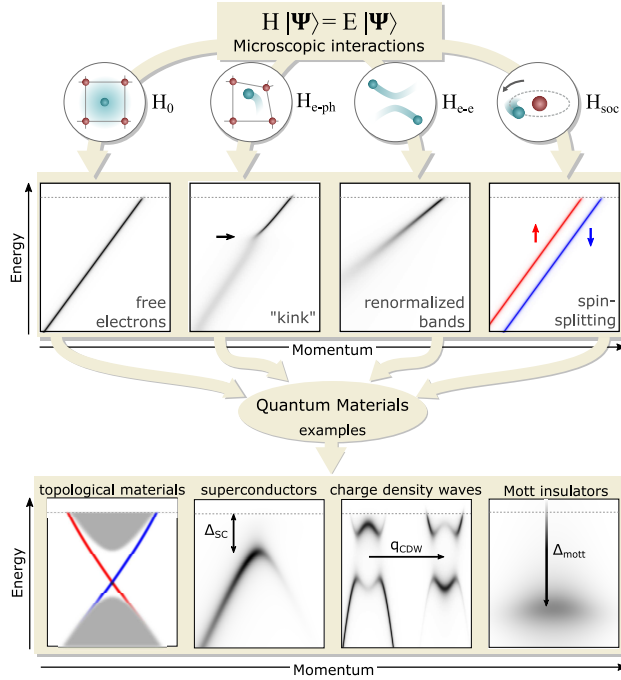 H |Ψ⟩ = E |Ψ⟩
Microscopic interactions
H0
He-ph
He-e
Hsoc
Energy
free
electrons
"kink"
renormalized
bands
spin-
splitting
Momentum
Quantum Materials
examples
topological materials
superconductors
charge density waves
Mott insulators
Energy
ΔSC
qCDW
Δmott
Momentum